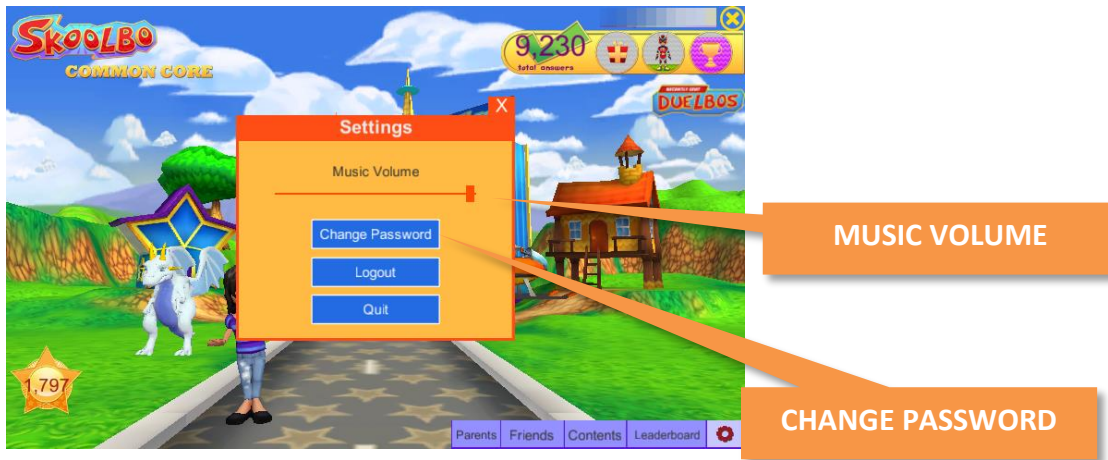 SKOOLBO
COMMON CORE
9,230
total answers
DUELBOS
X
Settings
Music Volume
Change Password
Logout
Quit
MUSIC VOLUME
1,797
CHANGE PASSWORD
Parents Friends Contents Leaderboard